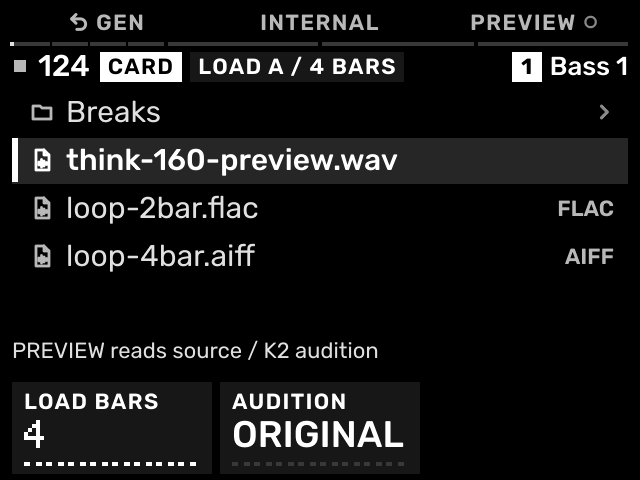 GEN INTERNAL PREVIEW
124 CARD LOAD A / 4 BARS 1 Bass 1
Breaks
think-160-preview.wav
loop-2bar.flac FLAC
loop-4bar.aiff AIFF
PREVIEW reads source / K2 audition
LOAD BARS AUDITION
4 ORIGINAL